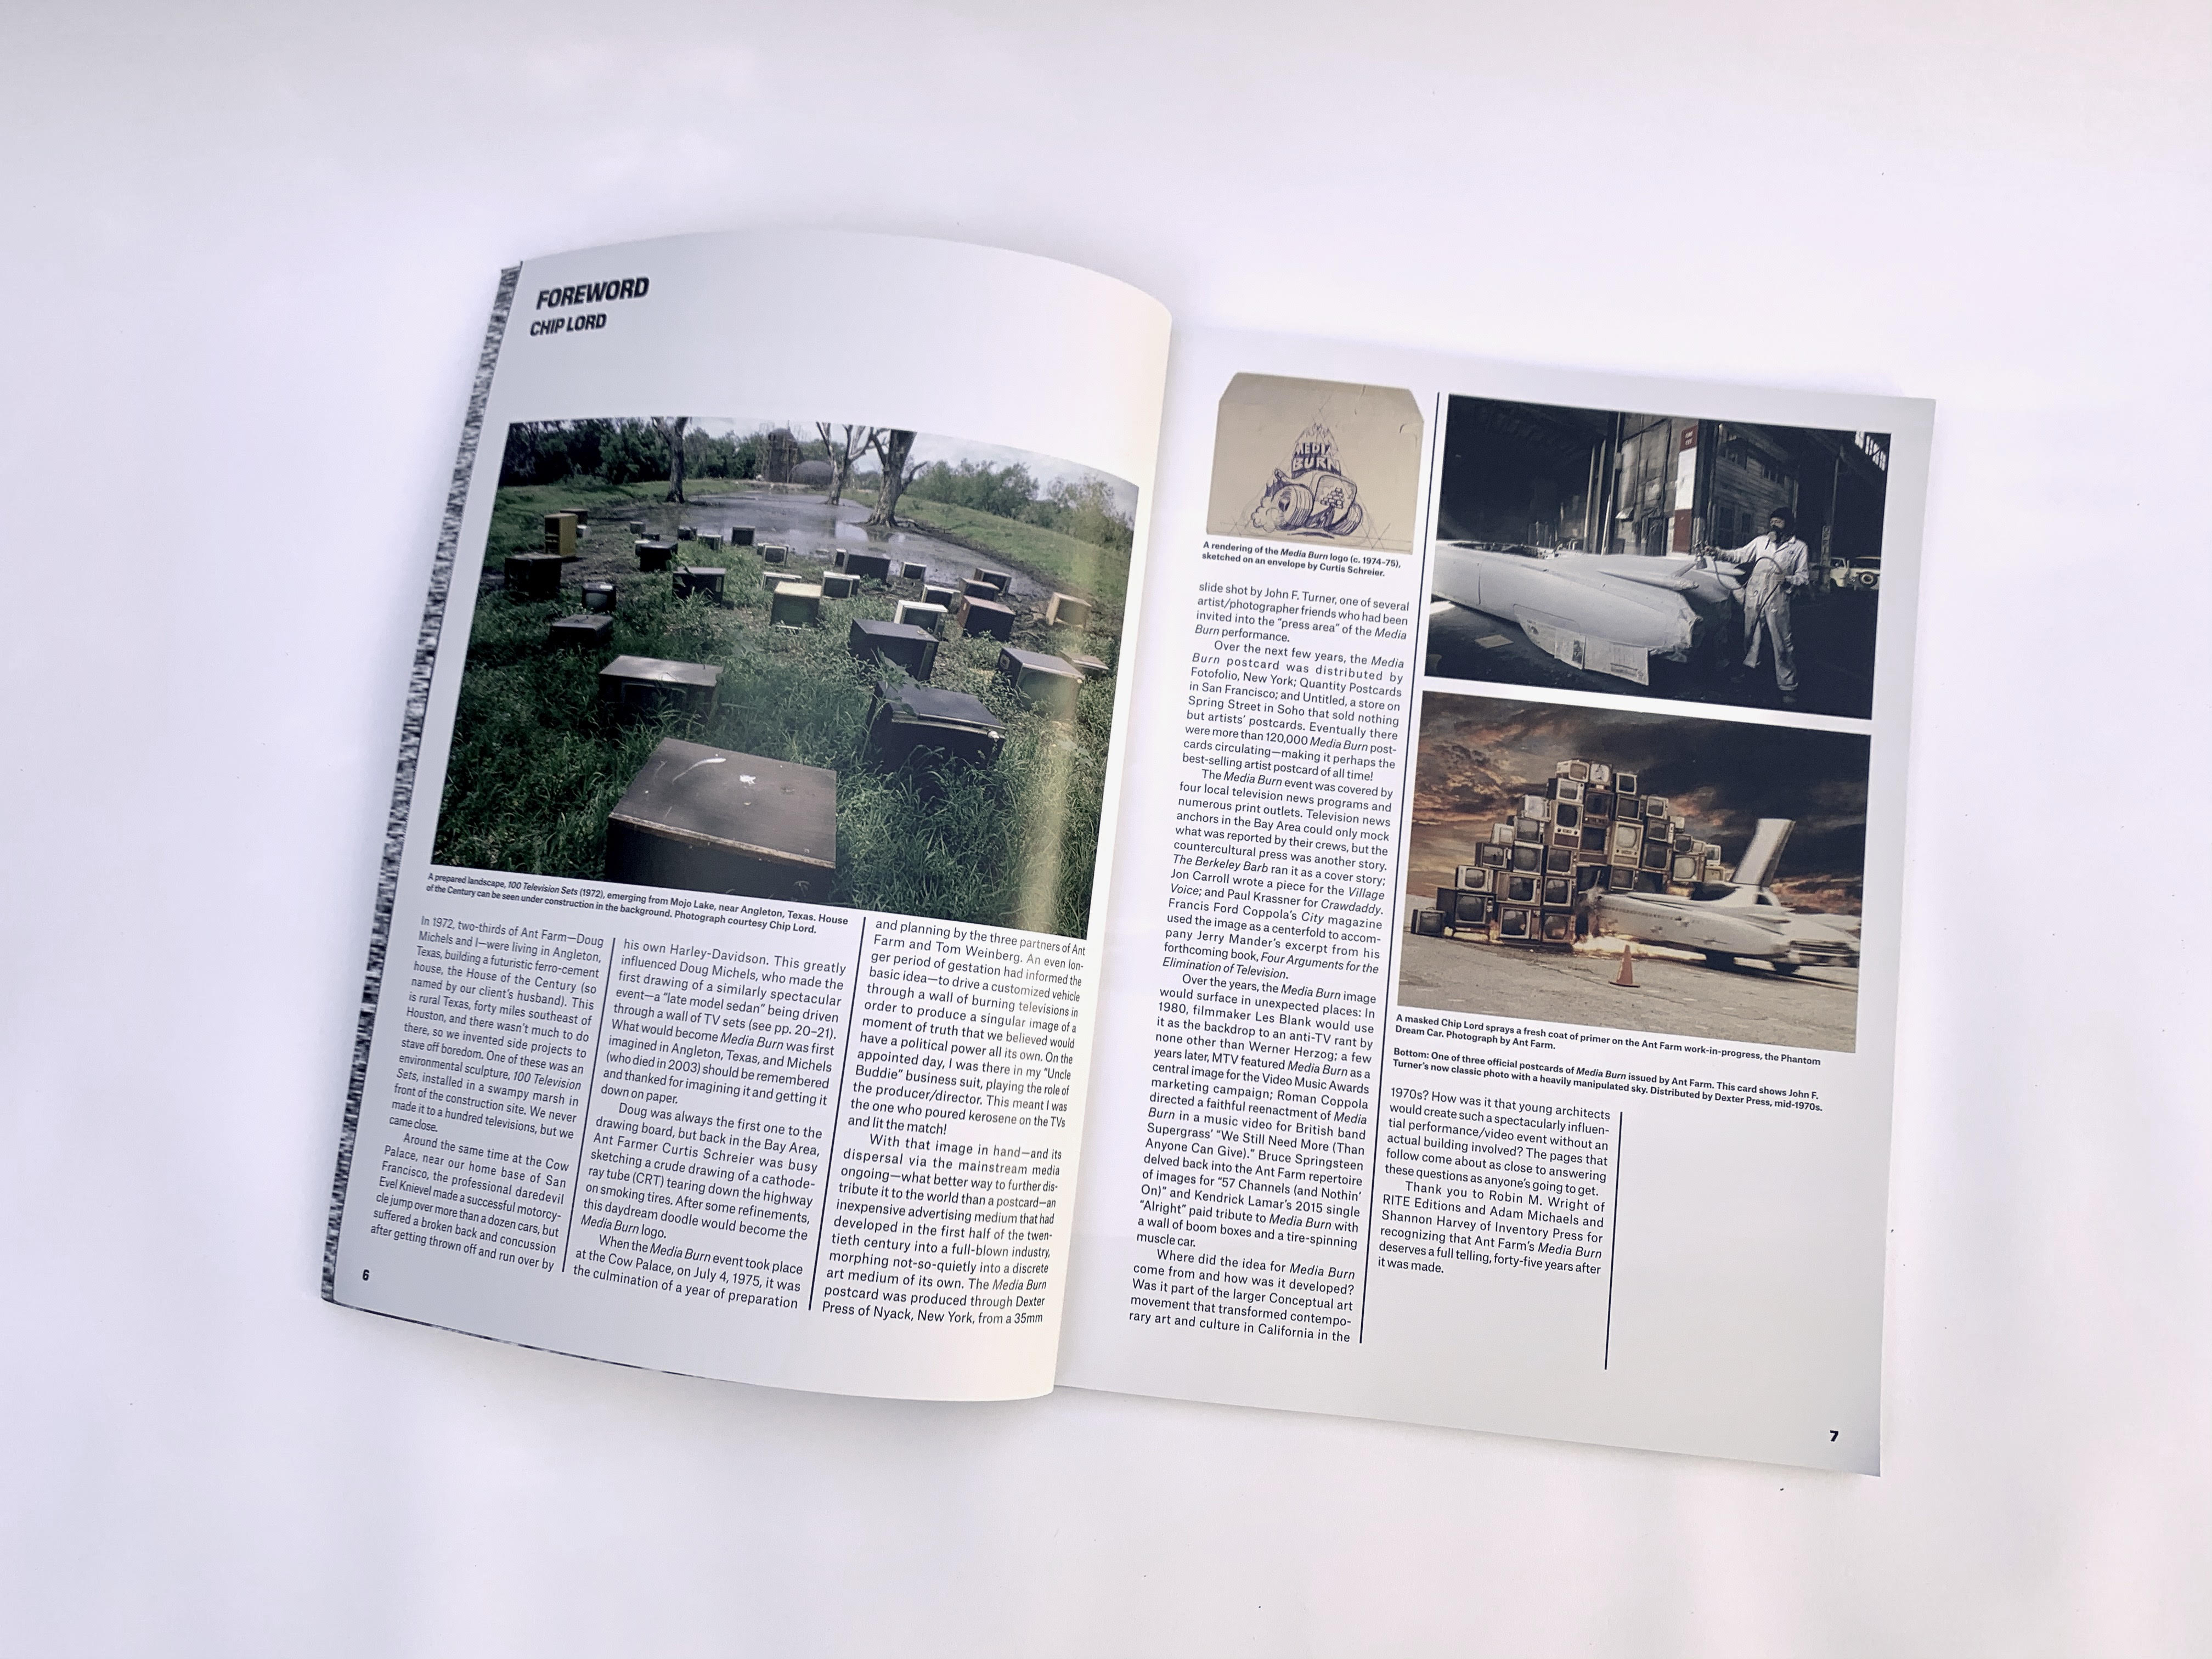 FOREWORD
CHIP LORD
A prepared landscape, 100 Television Sets (1972), emerging from Mojo Lake, near Angleton, Texas. House
of the Century can be seen under construction in the background. Photograph courtesy Chip Lord.
In 1972, two-thirds of Ant Farm—Doug
Michels and I—were living in Angleton,
Texas, building a futuristic ferro-cement
house, the House of the Century (so
named by our client's husband). This
is rural Texas, forty miles southeast of
Houston, and there wasn't much to do
there, so we invented side projects to
stave off boredom. One of these was an
environmental sculpture, 100 Television
Sets, installed in a swampy marsh in
front of the construction site. We never
made it to a hundred televisions, but we
came close.
Around the same time at the Cow
Palace, near our home base of San
Francisco, the professional daredevil
Evel Knievel made a successful motorcy-
cle jump over more than a dozen cars, but
suffered a broken back and concussion
after getting thrown off and run over by
his own Harley-Davidson. This greatly
influenced Doug Michels, who made the
first drawing of a similarly spectacular
event—a "late model sedan" being driven
through a wall of TV sets (see pp. 20–21).
What would become Media Burn was first
imagined in Angleton, Texas, and Michels
(who died in 2003) should be remembered
and thanked for imagining it and getting it
down on paper.
Doug was always the first one to the
drawing board, but back in the Bay Area,
Ant Farmer Curtis Schreier was busy
sketching a crude drawing of a cathode-
ray tube (CRT) tearing down the highway
on smoking tires. After some refinements,
this daydream doodle would become the
Media Burn logo.
When the Media Burn event took place
at the Cow Palace, on July 4, 1975, it was
the culmination of a year of preparation
and planning by the three partners of Ant
Farm and Tom Weinberg. An even lon-
ger period of gestation had informed the
basic idea—to drive a customized vehicle
through a wall of burning televisions in
order to produce a singular image of a
moment of truth that we believed would
have a political power all its own. On the
appointed day, I was there in my "Uncle
Buddie" business suit, playing the role of
the producer/director. This meant I was
the one who poured kerosene on the TVs
and lit the match!
With that image in hand—and its
dispersal via the mainstream media
ongoing—what better way to further dis-
tribute it to the world than a postcard—an
inexpensive advertising medium that had
developed in the first half of the twen-
tieth century into a full-blown industry,
morphing not-so-quietly into a discrete
art medium of its own. The Media Burn
postcard was produced through Dexter
Press of Nyack, New York, from a 35mm
6
MEDIA
BURN
A rendering of the Media Burn logo (c. 1974–75),
sketched on an envelope by Curtis Schreier.
slide shot by John F. Turner, one of several
artist/photographer friends who had been
invited into the "press area" of the Media
Burn performance.
Over the next few years, the Media
Burn postcard was distributed by
Fotofolio, New York; Quantity Postcards
in San Francisco; and Untitled, a store on
Spring Street in Soho that sold nothing
but artists' postcards. Eventually there
were more than 120,000 Media Burn post-
cards circulating—making it perhaps the
best-selling artist postcard of all time!
The Media Burn event was covered by
four local television news programs and
numerous print outlets. Television news
anchors in the Bay Area could only mock
what was reported by their crews, but the
countercultural press was another story.
The Berkeley Barb ran it as a cover story;
Jon Carroll wrote a piece for the Village
Voice; and Paul Krassner for Crawdaddy.
Francis Ford Coppola's City magazine
used the image as a centerfold to accom-
pany Jerry Mander's excerpt from his
forthcoming book, Four Arguments for the
Elimination of Television.
Over the years, the Media Burn image
would surface in unexpected places: In
1980, filmmaker Les Blank would use
it as the backdrop to an anti-TV rant by
none other than Werner Herzog; a few
years later, MTV featured Media Burn as a
central image for the Video Music Awards
marketing campaign; Roman Coppola
directed a faithful reenactment of Media
Burn in a music video for British band
Supergrass' "We Still Need More (Than
Anyone Can Give)." Bruce Springsteen
delved back into the Ant Farm repertoire
of images for "57 Channels (and Nothin'
On)" and Kendrick Lamar's 2015 single
"Alright" paid tribute to Media Burn with
a wall of boom boxes and a tire-spinning
muscle car.
Where did the idea for Media Burn
come from and how was it developed?
Was it part of the larger Conceptual art
movement that transformed contempo-
rary art and culture in California in the
A masked Chip Lord sprays a fresh coat of primer on the Ant Farm work-in-progress, the Phantom
Dream Car. Photograph by Ant Farm.
Bottom: One of three official postcards of Media Burn issued by Ant Farm. This card shows John F.
Turner's now classic photo with a heavily manipulated sky. Distributed by Dexter Press, mid-1970s.
1970s? How was it that young architects
would create such a spectacularly influen-
tial performance/video event without an
actual building involved? The pages that
follow come about as close to answering
these questions as anyone's going to get.
Thank you to Robin M. Wright of
RITE Editions and Adam Michaels and
Shannon Harvey of Inventory Press for
recognizing that Ant Farm's Media Burn
deserves a full telling, forty-five years after
it was made.
7